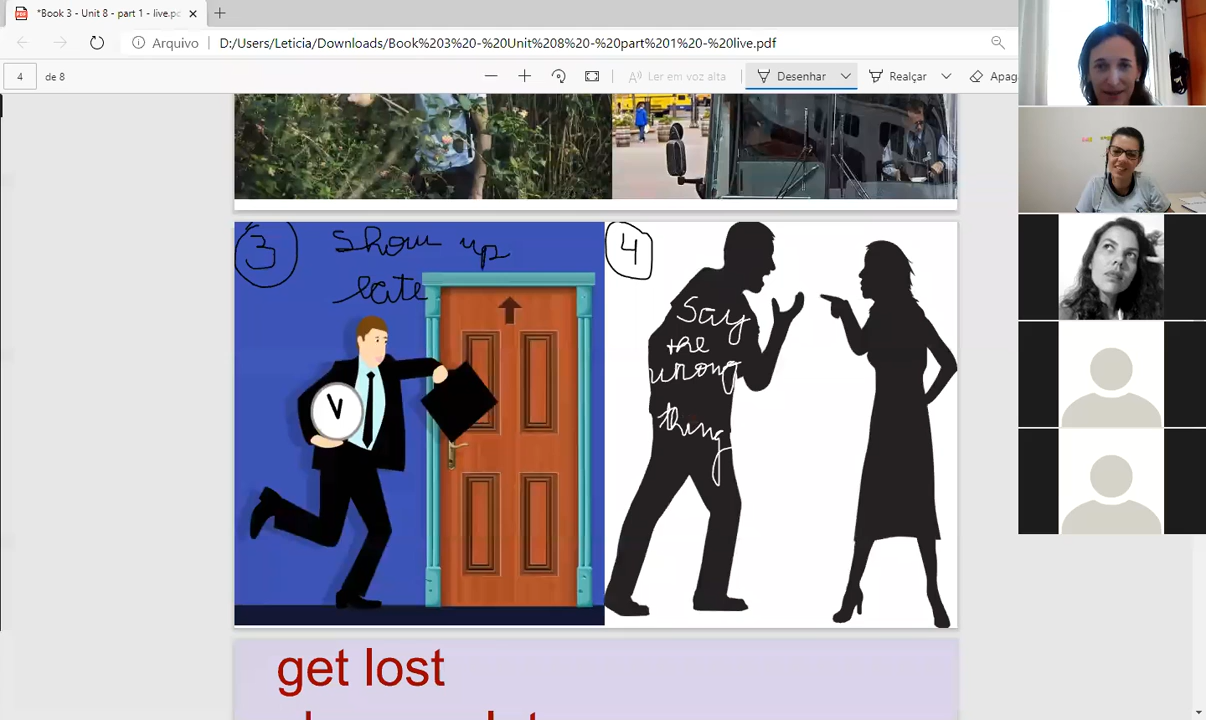 *Book 3 - Unit 8 - part 1 - live.pc
Arquivo
D:/Users/Leticia/Downloads/Book%203%20-%20Unit%208%20-%20part%201%20-%20live.pdf
4 de 8
Ler em voz alta
Desenhar
Realçar
Apag
3
Show up
late
4
Say
the
wrong
thing
get lost